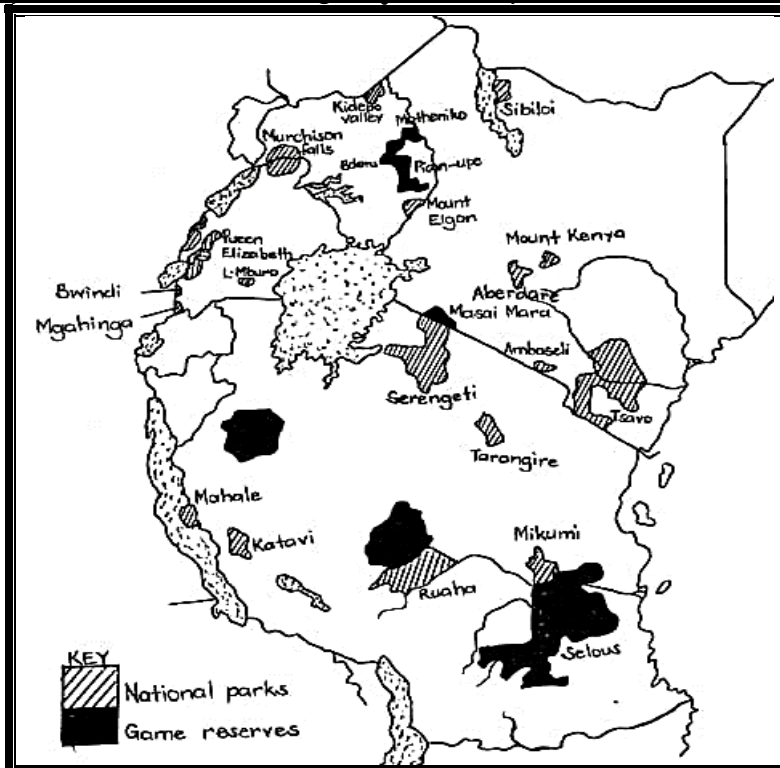 Kidepo
valley
Matheniko
Sibiloi
Murchison
falls
Bokora
Pian-upe
Mount
Elgon
Queen
Elizabeth
L. Mburo
Mount Kenya
Bwindi
Aberdare
Mgahinga
Masai Mara
Amboseli
Serengeti
Tsavo
Tarangire
Mahale
Katavi
Mikumi
Ruaha
Selous
KEY
National parks
Game reserves